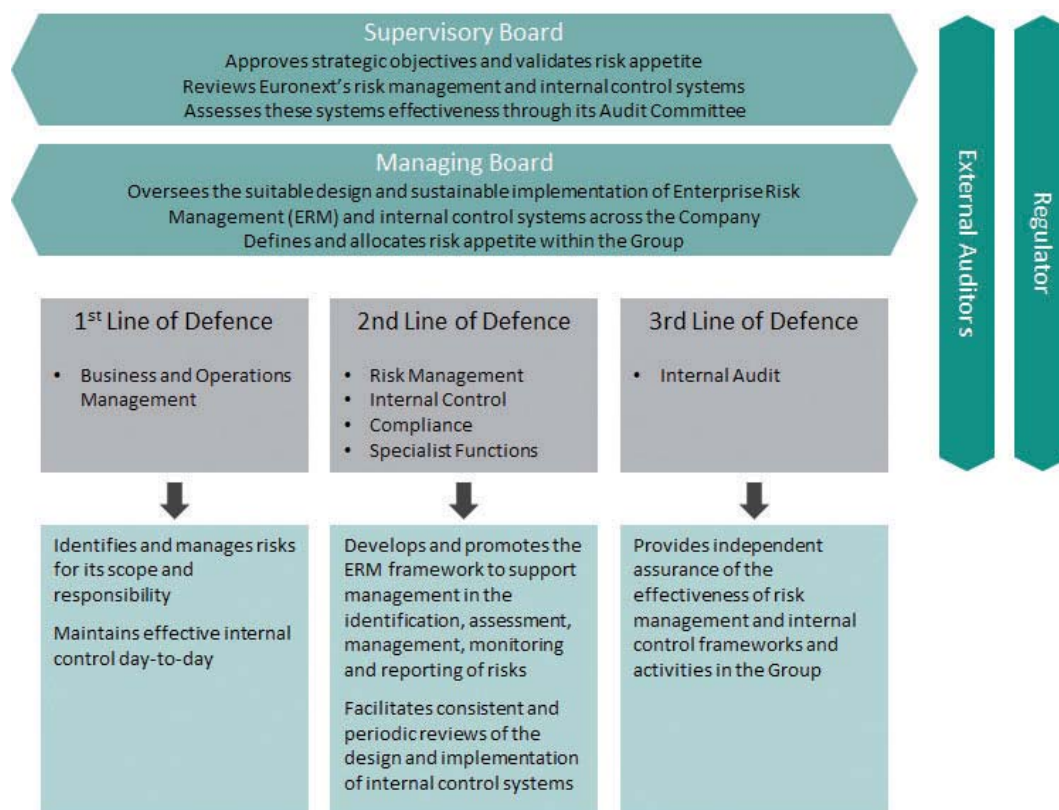 Supervisory Board
Approves strategic objectives and validates risk appetite
Reviews Euronext's risk management and internal control systems
Assesses these systems effectiveness through its Audit Committee
Managing Board
Oversees the suitable design and sustainable implementation of Enterprise Risk
Management (ERM) and internal control systems across the Company
Defines and allocates risk appetite within the Group
External Auditors
Regulator
1st Line of Defence
• Business and Operations
Management
2nd Line of Defence
• Risk Management
• Internal Control
• Compliance
• Specialist Functions
3rd Line of Defence
• Internal Audit
Identifies and manages risks
for its scope and
responsibility
Maintains effective internal
control day-to-day
Develops and promotes the
ERM framework to support
management in the
identification, assessment,
management, monitoring
and reporting of risks
Facilitates consistent and
periodic reviews of the
design and implementation
of internal control systems
Provides independent
assurance of the
effectiveness of risk
management and internal
control frameworks and
activities in the Group